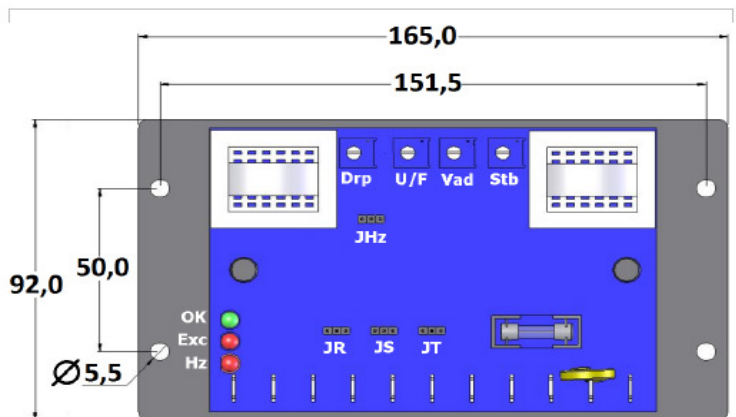 165,0
151,5
Drp U/F Vad Stb
JHz
50,0
92,0
OK
Exc
Hz
JR JS JT
Ø5,5